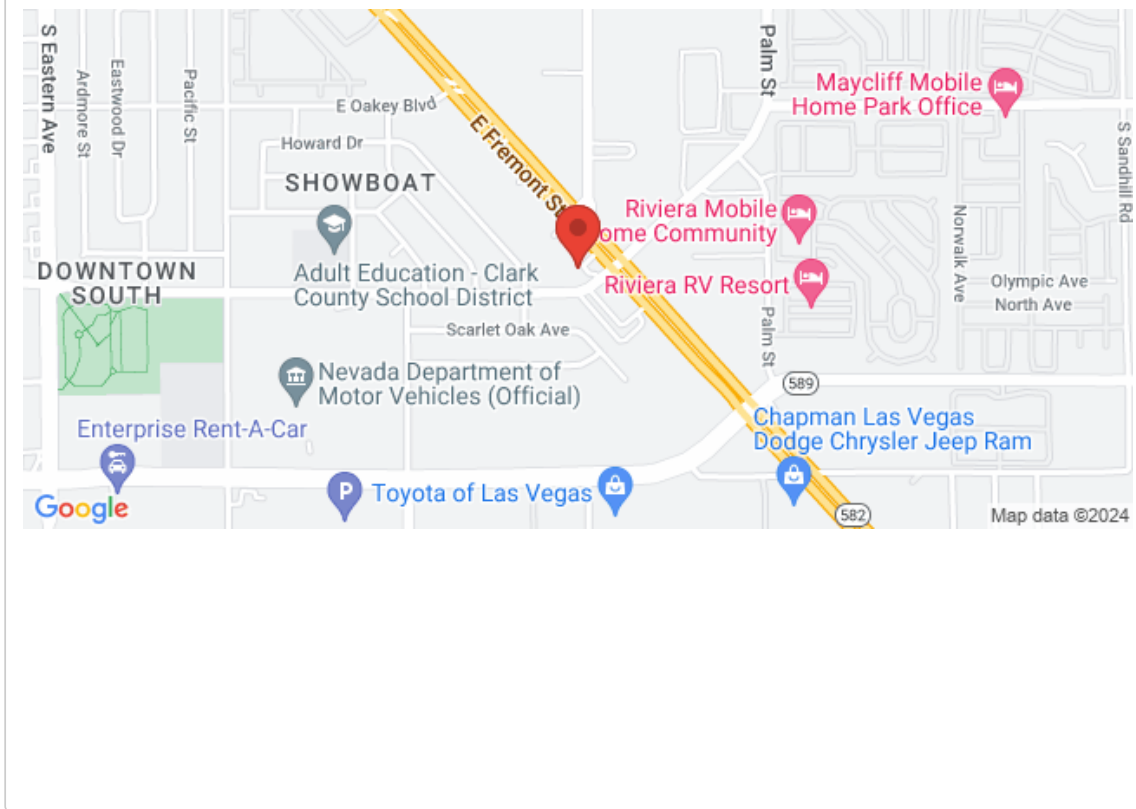 S Eastern Ave
Ardmore St
Eastwood Dr
Pacific St
E Oakey Blvd
Howard Dr
SHOWBOAT
E Fremont St
Palm St
Maycliff Mobile
Home Park Office
S Sandhill Rd
Riviera Mobile
ome Community
Riviera RV Resort
Norwalk Ave
Olympic Ave
North Ave
DOWNTOWN
SOUTH
Adult Education - Clark
County School District
Scarlet Oak Ave
Palm St
Nevada Department of
Motor Vehicles (Official)
589
Enterprise Rent-A-Car
Chapman Las Vegas
Dodge Chrysler Jeep Ram
P
Toyota of Las Vegas
582
Google
Map data ©2024